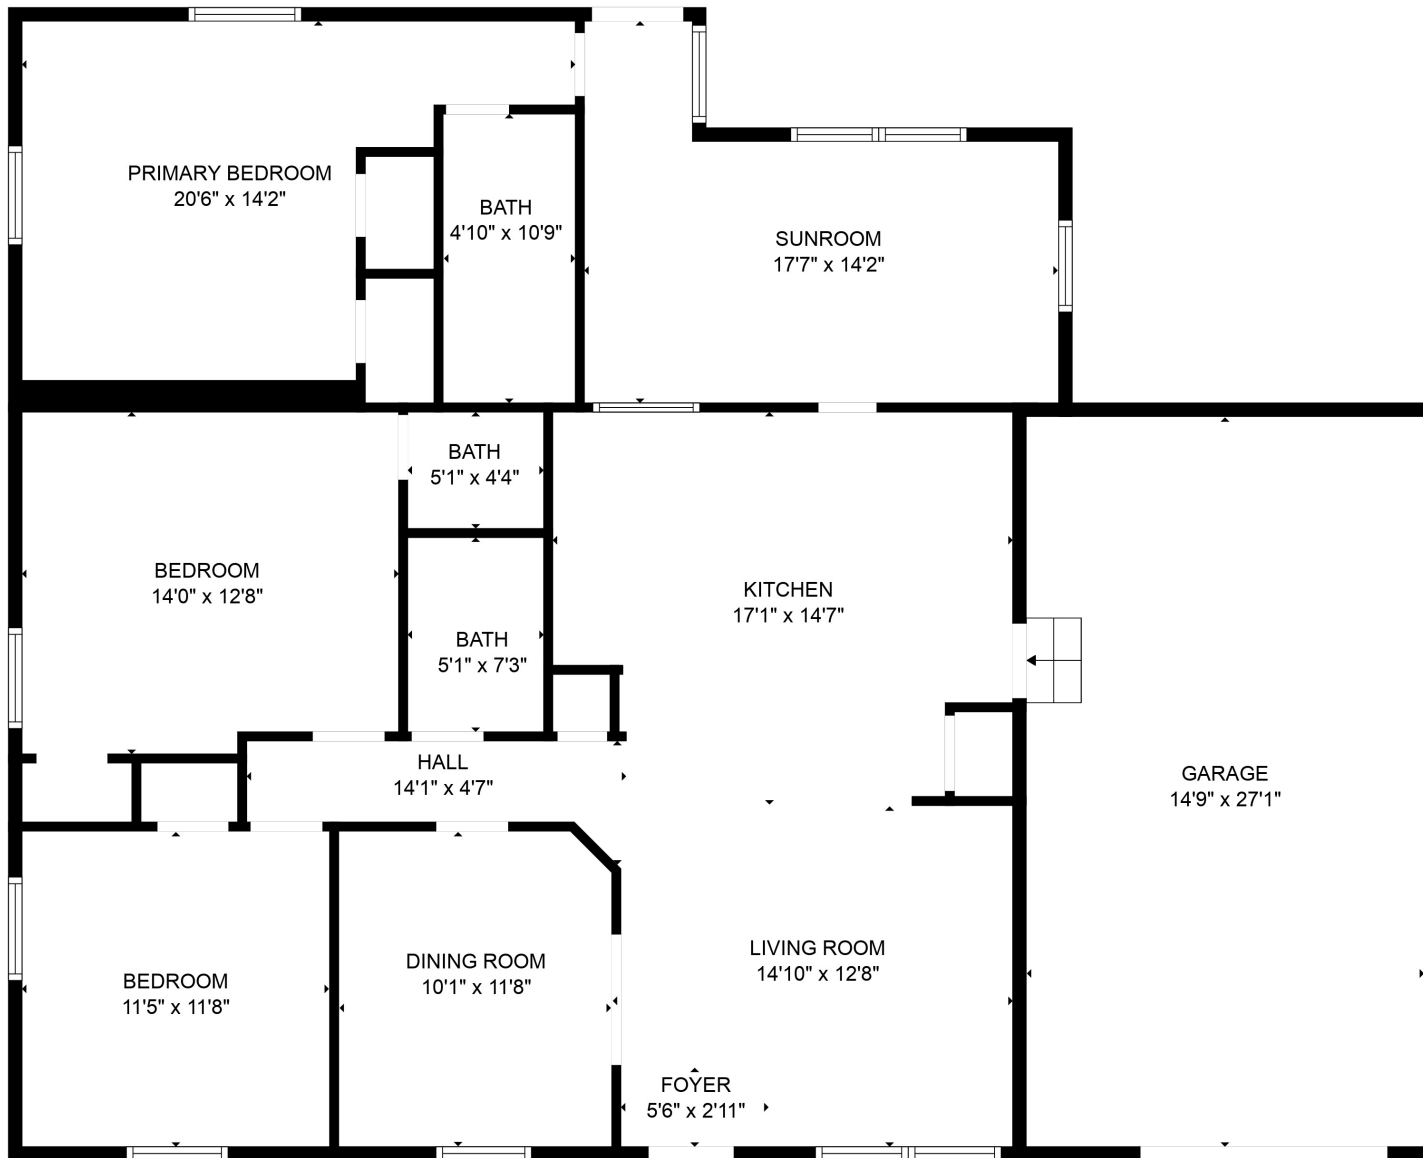 PRIMARY BEDROOM
20'6" x 14'2"
BATH
4'10" x 10'9"
SUNROOM
17'7" x 14'2"
BATH
5'1" x 4'4"
BEDROOM
14'0" x 12'8"
KITCHEN
17'1" x 14'7"
BATH
5'1" x 7'3"
HALL
14'1" x 4'7"
GARAGE
14'9" x 27'1"
BEDROOM
11'5" x 11'8"
DINING ROOM
10'1" x 11'8"
LIVING ROOM
14'10" x 12'8"
FOYER
5'6" x 2'11"